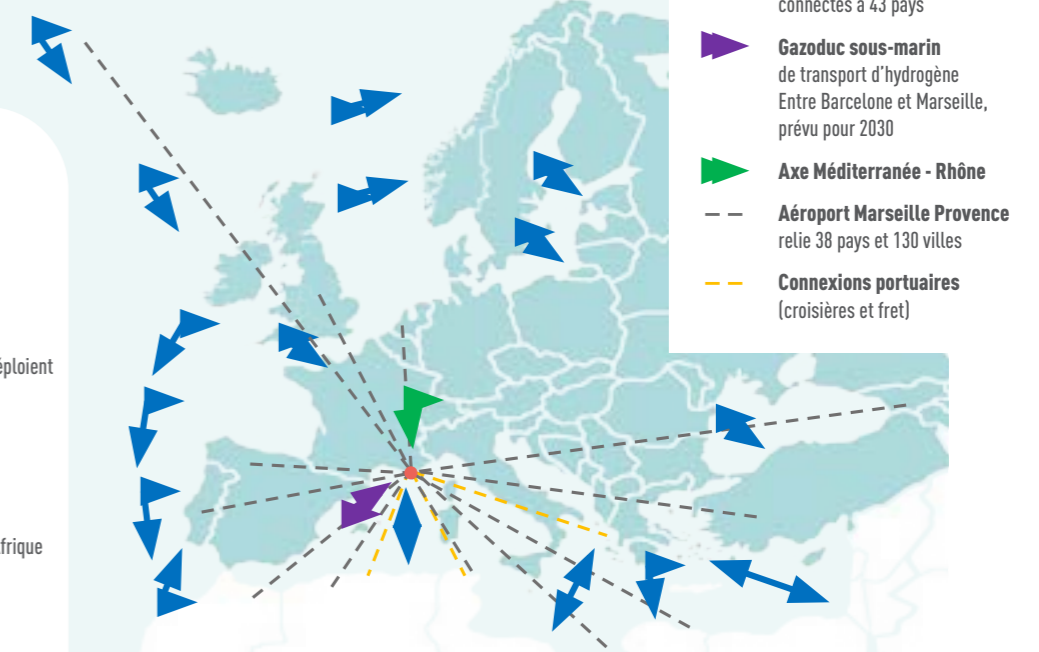 connectés à 43 pays
Gazoduc sous-marin
de transport d'hydrogène
Entre Barcelone et Marseille,
prévu pour 2030
Axe Méditerranée - Rhône
Aéroport Marseille Provence
relie 38 pays et 130 villes
Connexions portuaires
(croisières et fret)
éploient
frique